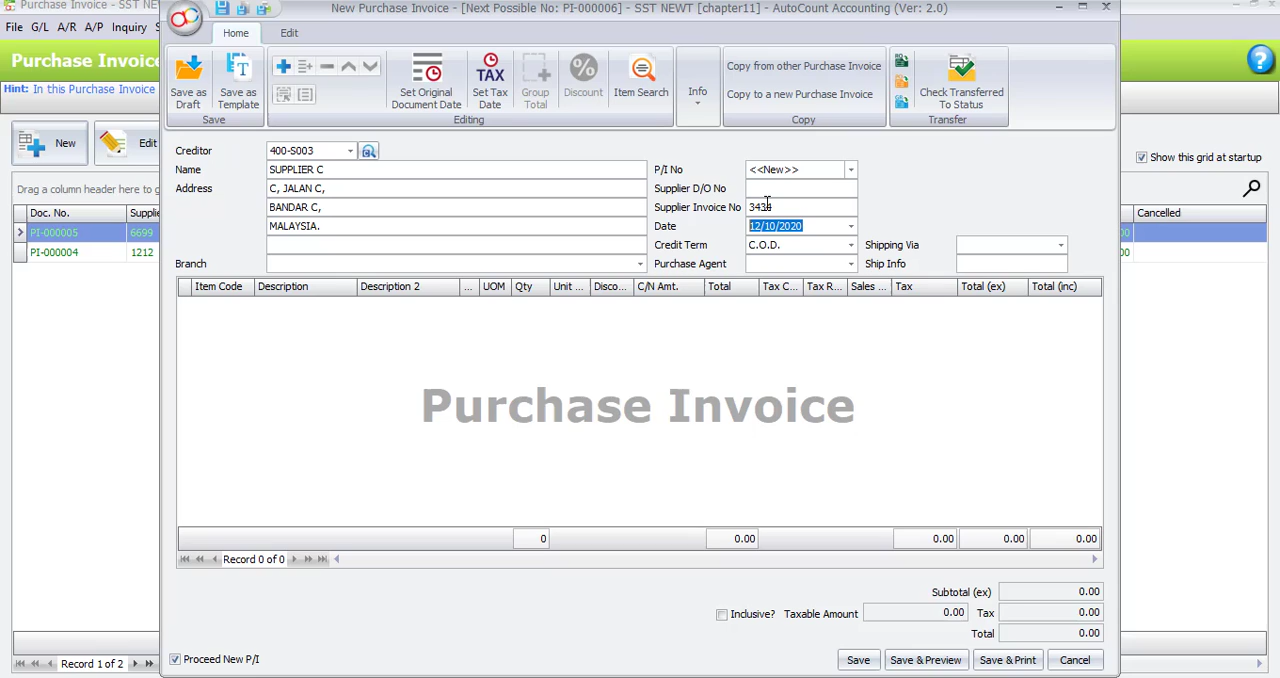 Purchase Invoice - SST NE
New Purchase Invoice - [Next Possible No: PI-000006] - SST NEWT [chapter11] - AutoCount Accounting (Ver: 2.0)
File G/L A/R A/P Inquiry
Home Edit
Purchase Invoice
Hint: In this Purchase Invoice
Save as Draft
Save as Template
Set Original Document Date
Set Tax Date
Group Total
Discount
Item Search
Info
Copy from other Purchase Invoice
Copy to a new Purchase Invoice
Check Transferred To Status
Save Editing Copy Transfer
New Edit
Show this grid at startup
Drag a column header here to g
Doc. No. Supplie
PI-000005 6699
PI-000004 1212
Cancelled
00
00
Creditor 400-S003
Name SUPPLIER C P/I No <<New>>
Address C, JALAN C, Supplier D/O No
BANDAR C, Supplier Invoice No 3434
MALAYSIA. Date 12/10/2020
Credit Term C.O.D. Shipping Via
Branch Purchase Agent Ship Info
Item Code Description Description 2 ... UOM Qty Unit ... Disco... C/N Amt. Total Tax C... Tax R... Sales ... Tax Total (ex) Total (inc)
Purchase Invoice
0 0.00 0.00 0.00 0.00
Record 0 of 0
Subtotal (ex) 0.00
Inclusive? Taxable Amount 0.00 Tax 0.00
Total 0.00
Proceed New P/I
Save Save & Preview Save & Print Cancel
Record 1 of 2